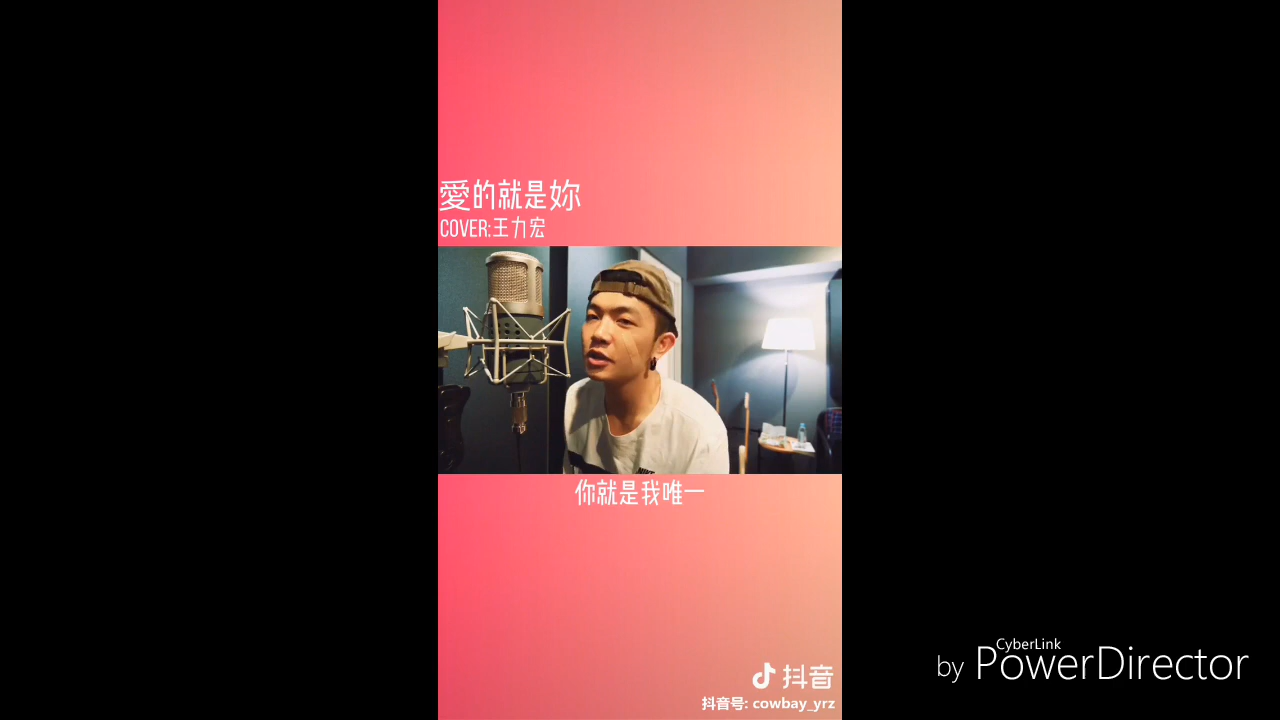 愛的就是妳
COVER:王力宏
你就是我唯一
抖音
抖音号: cowbay_yrz
CyberLink
by PowerDirector